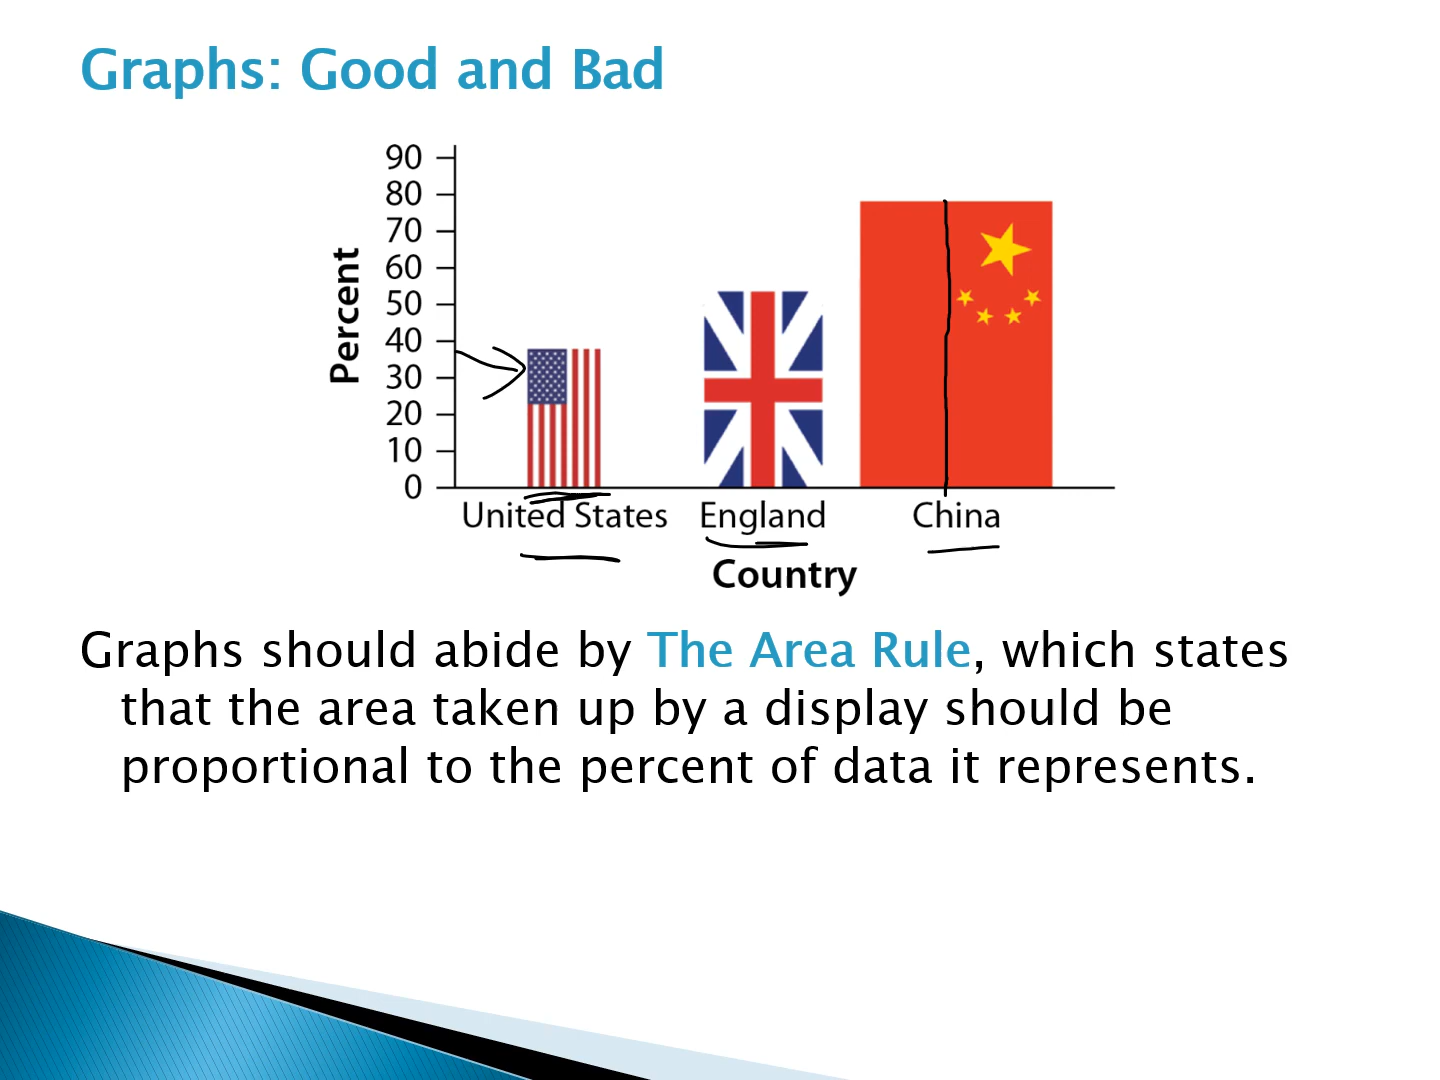 Graphs: Good and Bad
90
80
70
60
50
40
30
20
10
0
Percent
United States England China
Country
Graphs should abide by The Area Rule, which states
that the area taken up by a display should be
proportional to the percent of data it represents.